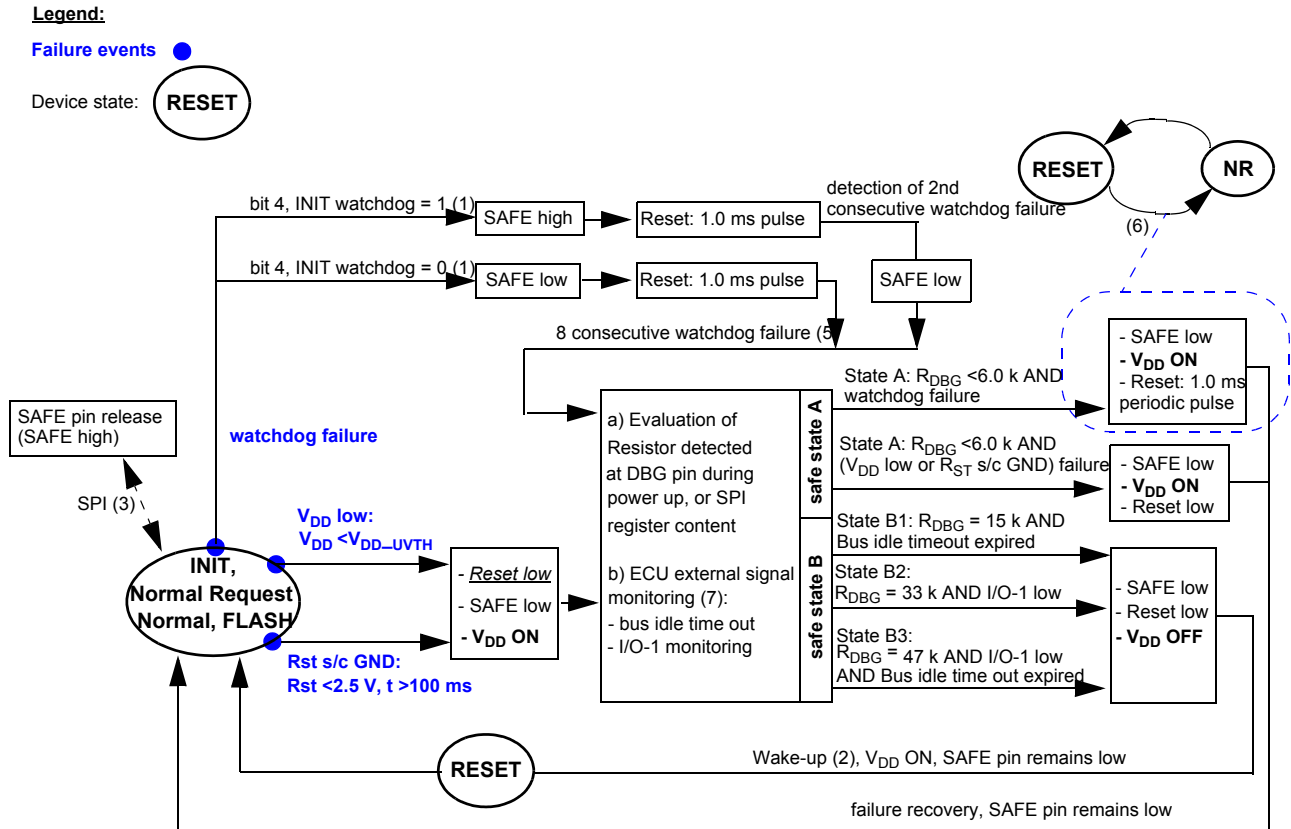 Legend:
Failure events
Device state:
RESET
RESET
NR
(6)
bit 4, INIT watchdog = 1 (1)
SAFE high
Reset: 1.0 ms pulse
detection of 2nd
consecutive watchdog failure
bit 4, INIT watchdog = 0 (1)
SAFE low
Reset: 1.0 ms pulse
SAFE low
8 consecutive watchdog failure (5
- SAFE low
- VDD ON
- Reset: 1.0 ms
periodic pulse
State A: RDBG <6.0 k AND
watchdog failure
SAFE pin release
(SAFE high)
SPI (3)
watchdog failure
a) Evaluation of
Resistor detected
at DBG pin during
power up, or SPI
register content
b) ECU external signal
monitoring (7):
- bus idle time out
- I/O-1 monitoring
safe state A
safe state B
State A: RDBG <6.0 k AND
(VDD low or RST s/c GND) failure
- SAFE low
- VDD ON
- Reset low
VDD low:
VDD <VDD_UVTH
INIT,
Normal Request
Normal, FLASH
- Reset low
- SAFE low
- VDD ON
Rst s/c GND:
Rst <2.5 V, t >100 ms
State B1: RDBG = 15 k AND
Bus idle timeout expired
State B2:
RDBG = 33 k AND I/O-1 low
State B3:
RDBG = 47 k AND I/O-1 low
AND Bus idle time out expired
- SAFE low
- Reset low
- VDD OFF
RESET
Wake-up (2), VDD ON, SAFE pin remains low
failure recovery, SAFE pin remains low